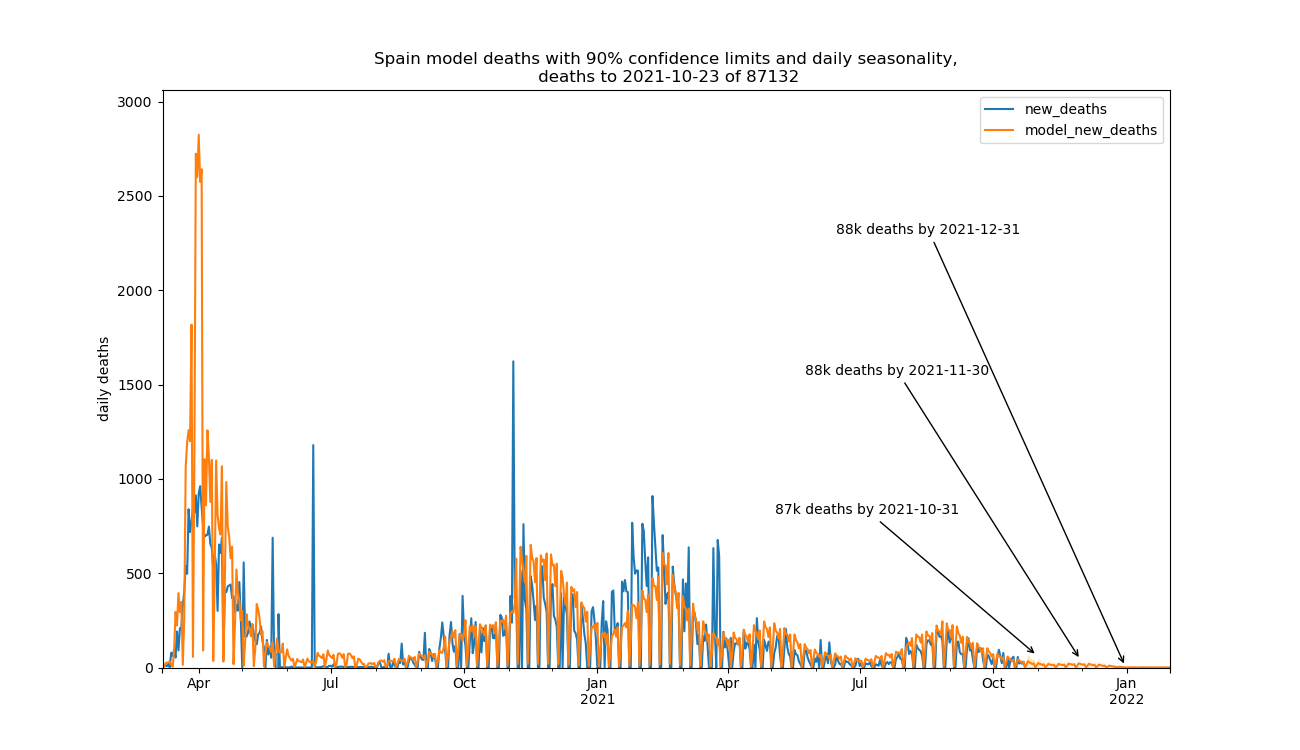 Spain model deaths with 90% confidence limits and daily seasonality,
deaths to 2021-10-23 of 87132
3000
new_deaths
model_new_deaths
2500
88k deaths by 2021-12-31
2000
daily deaths
88k deaths by 2021-11-30
1500
1000
87k deaths by 2021-10-31
500
0
Apr Jul Oct Jan Apr Jul Oct Jan
2021 2022